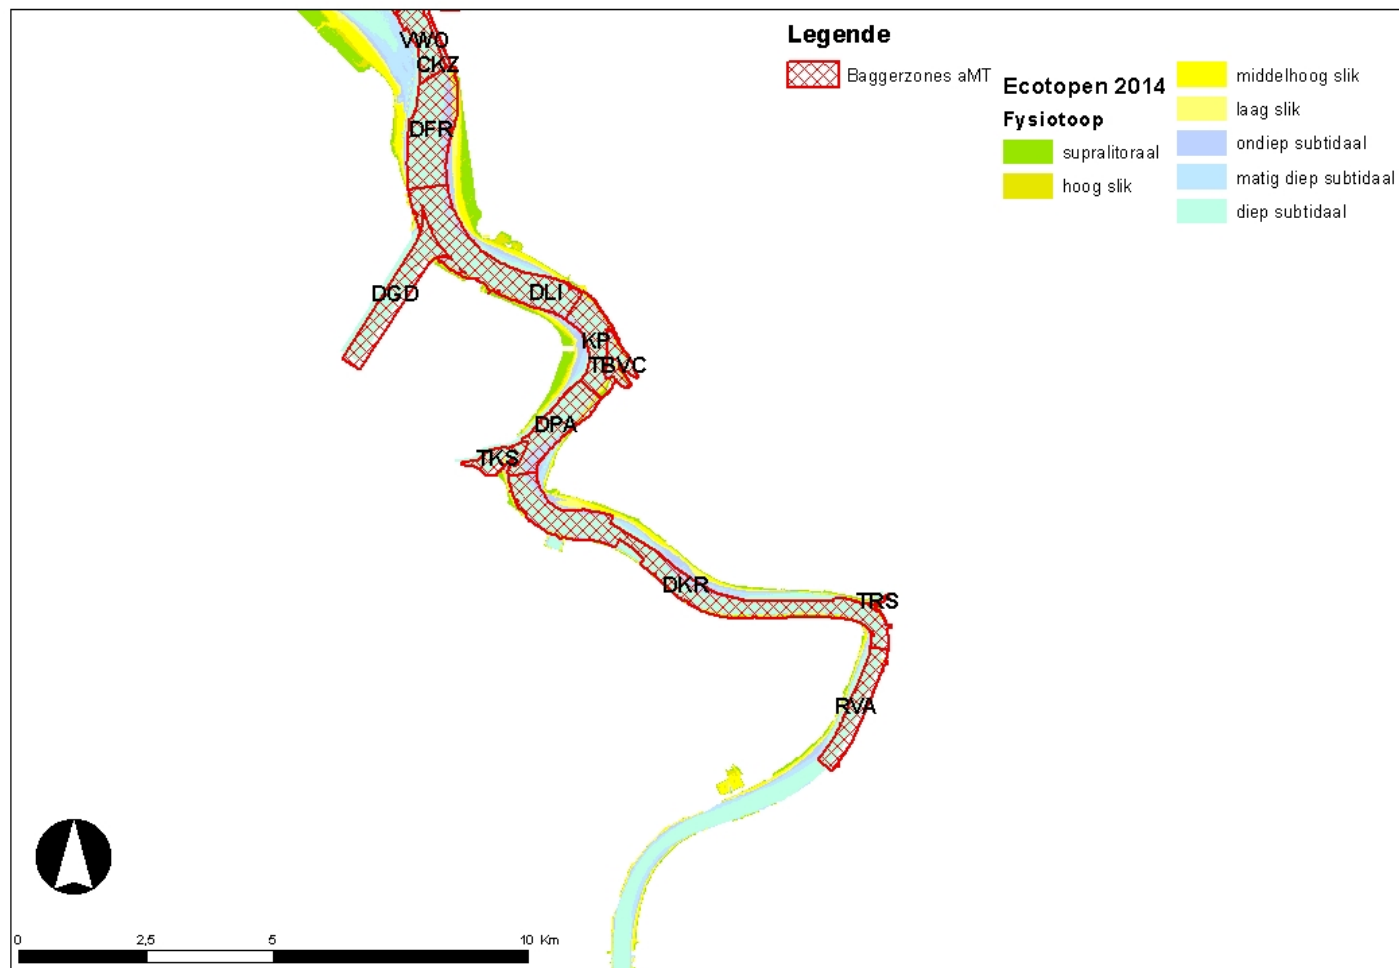 Legende
Baggerzones aMT
Ecotopen 2014
Fysiotoop
supralitoraal
hoog slik
middelhoog slik
laag slik
ondiep subtidaal
matig diep subtidaal
diep subtidaal
VWO
CKZ
DFR
DGD
DLI
KP
TBVC
DPA
TKS
DKR
TRS
RVA
0 2,5 5 10 Km